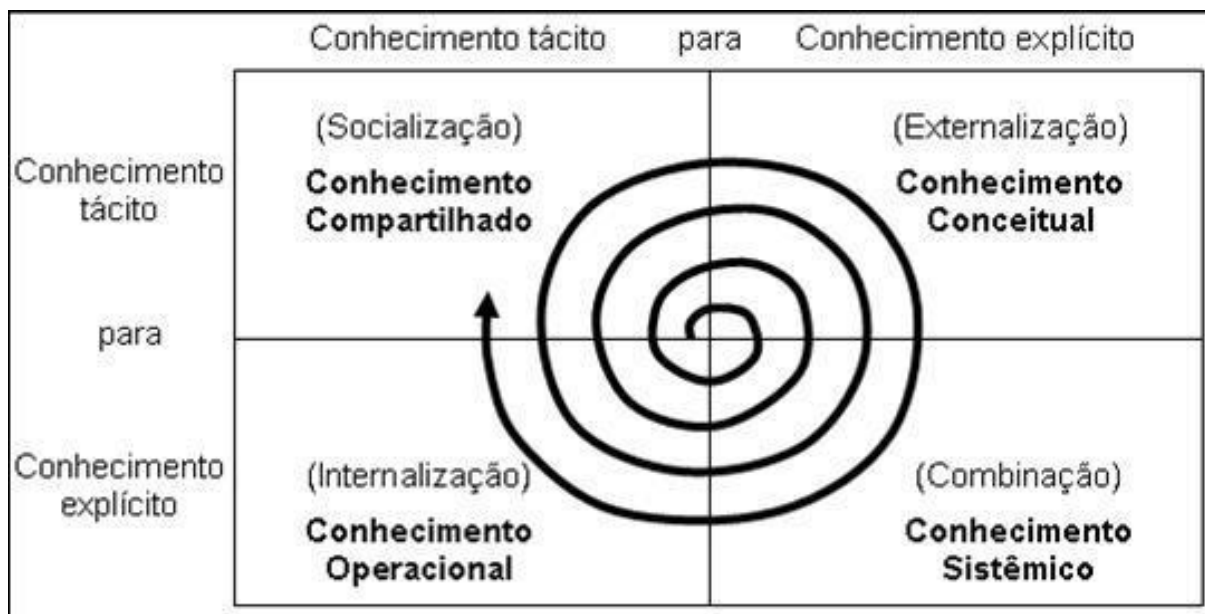 Conhecimento tácito para Conhecimento explícito
(Socialização)
Conhecimento
Compartilhado
(Externalização)
Conhecimento
Conceitual
Conhecimento
tácito
para
Conhecimento
explícito
(Internalização)
Conhecimento
Operacional
(Combinação)
Conhecimento
Sistêmico